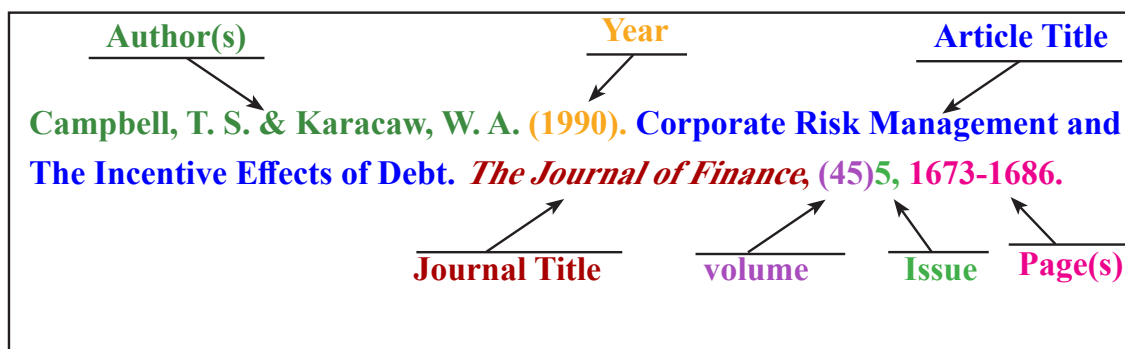 Author(s) Year Article Title
Campbell, T. S. & Karacaw, W. A. (1990). Corporate Risk Management and
The Incentive Effects of Debt. The Journal of Finance, (45)5, 1673-1686.
Journal Title volume Issue Page(s)